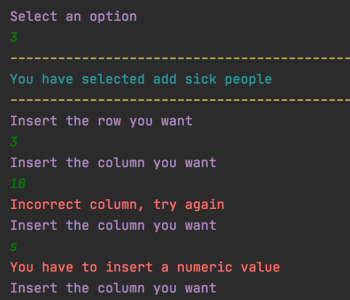 Select an option
3
-------------------------------------------
You have selected add sick people
-------------------------------------------
Insert the row you want
3
Insert the column you want
10
Incorrect column, try again
Insert the column you want
s
You have to insert a numeric value
Insert the column you want